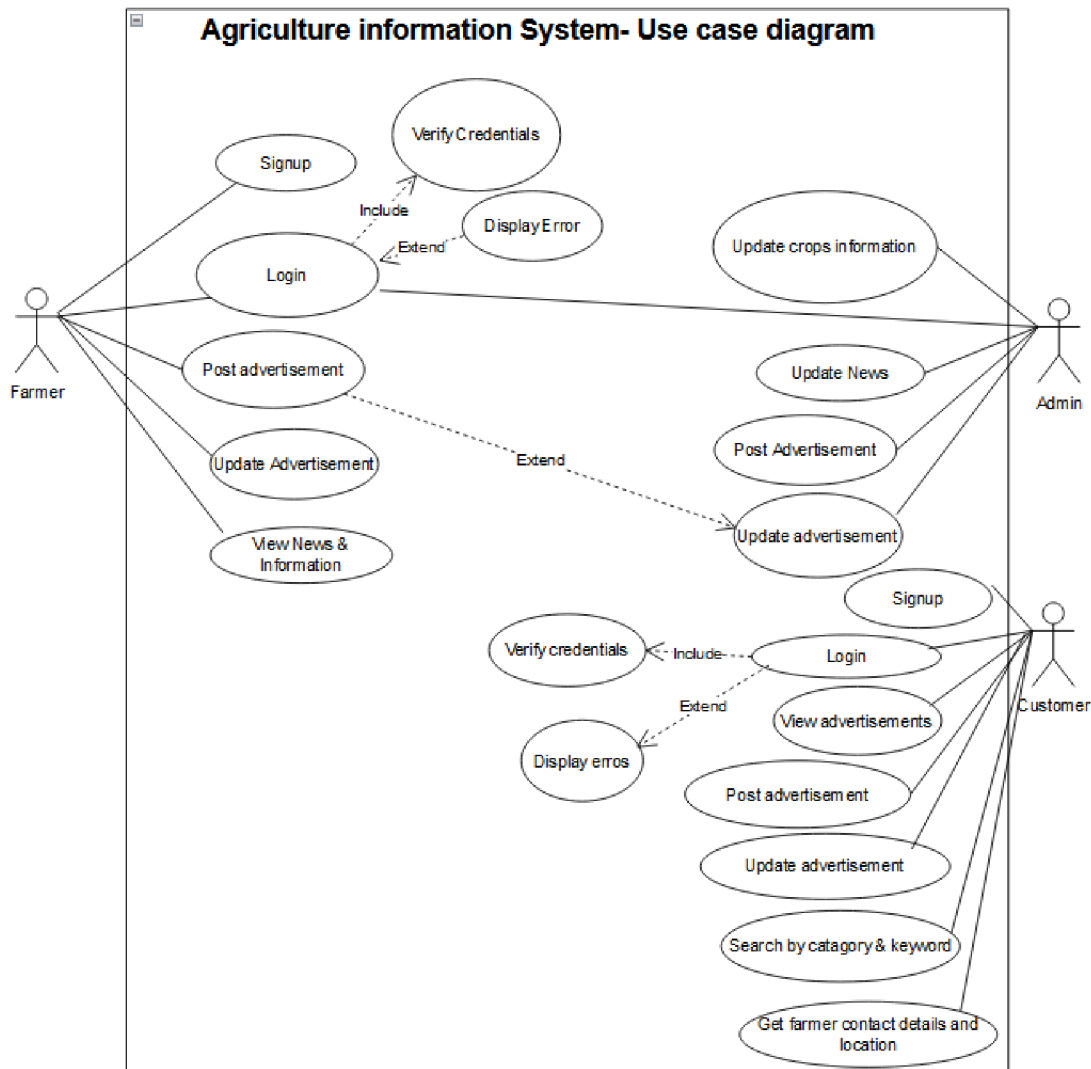 Agriculture information System- Use case diagram
Verify Credentials
Signup
Include
Display Error
Extend
Update crops information
Login
Post advertisement
Farmer
Update News
Admin
Update Advertisement
Extend
Post Advertisement
View News &
Information
Update advertisement
Signup
Verify credentials
Include
Login
Extend
View advertisements
Customer
Display erros
Post advertisement
Update advertisement
Search by catagory & keyword
Get farmer contact details and
location